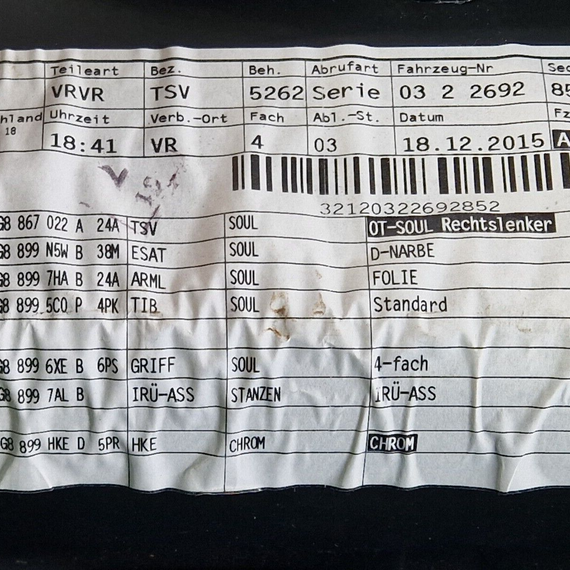 Teileart Bez. Beh. Abrufart Fahrzeug-Nr
VRVR TSV 5262 Serie 03 2 2692 85
hland Uhrzeit Verb.-Ort Fach Abl.-St. Datum Fz
18
18:41 VR 4 03 18.12.2015 A
32120322692852
G8 867 022 A 24A TSV SOUL OT-SOUL Rechtslenker
G8 899 N5W B 38M ESAT SOUL D-NARBE
G8 899 7HA B 24A ARML SOUL FOLIE
G8 899 5C0 P 4PK TIB SOUL Standard
G8 899 6XE B 6PS GRIFF SOUL 4-fach
G8 899 7AL B IRÜ-ASS STANZEN IRÜ-ASS
G8 899 HKE D 5PR HKE CHROM CHROM